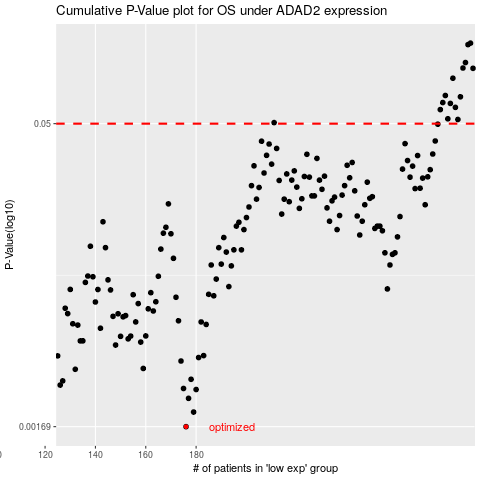 Cumulative P-Value plot for OS under ADAD2 expression
P-Value(log10)
0.05
0.00169
optimized
0 120 140 160 180
# of patients in 'low exp' group